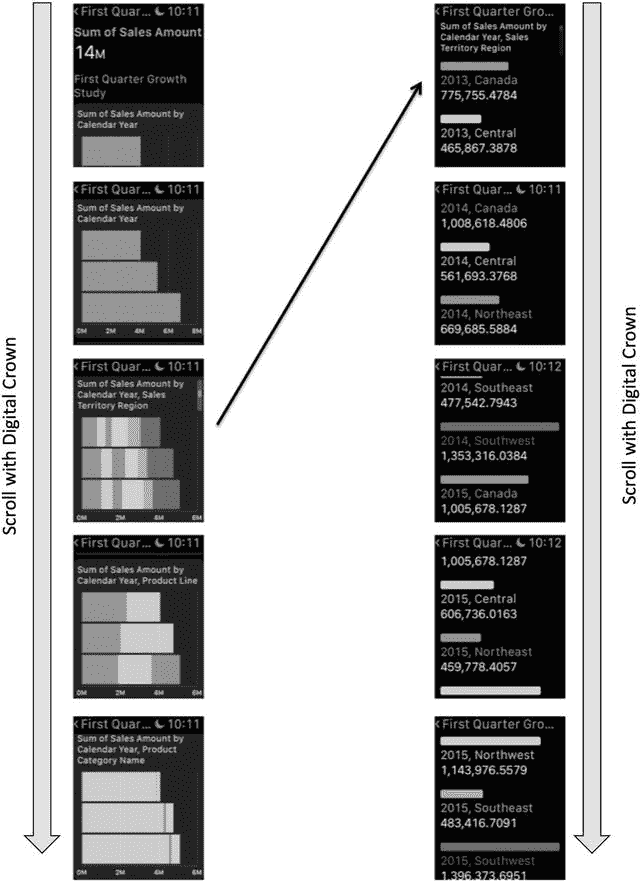 Scroll with Digital Crown
‹First Quar... 10:11
Sum of Sales Amount
14M
First Quarter Growth
Study
Sum of Sales Amount by
Calendar Year
‹First Quar... 10:11
Sum of Sales Amount by
Calendar Year
0M 2M 4M 6M 8M
‹First Quar... 10:11
Sum of Sales Amount by
Calendar Year, Sales
Territory Region
0M 2M 4M 6M
‹First Quar... 10:11
Sum of Sales Amount by
Calendar Year, Product Line
0M 2M 4M 6M
‹First Quar... 10:11
Sum of Sales Amount by
Calendar Year, Product
Category Name
‹First Quarter Gro...
Sum of Sales Amount by
Calendar Year, Sales
Territory Region
2013, Canada
775,755.4784
2013, Central
465,867.3878
‹First Quar... 10:11
2014, Canada
1,008,618.4806
2014, Central
561,693.3768
2014, Northeast
669,685.5884
‹First Quar... 10:12
2014, Southeast
477,542.7943
2014, Southwest
1,353,316.0384
2015, Canada
1,005,678.1287
‹First Quar... 10:12
1,005,678.1287
2015, Central
606,736.0163
2015, Northeast
459,778.4057
‹First Quarter Gro...
2015, Northwest
1,143,976.5579
2015, Southeast
483,416.7091
2015, Southwest
1,396,373.6951
Scroll with Digital Crown